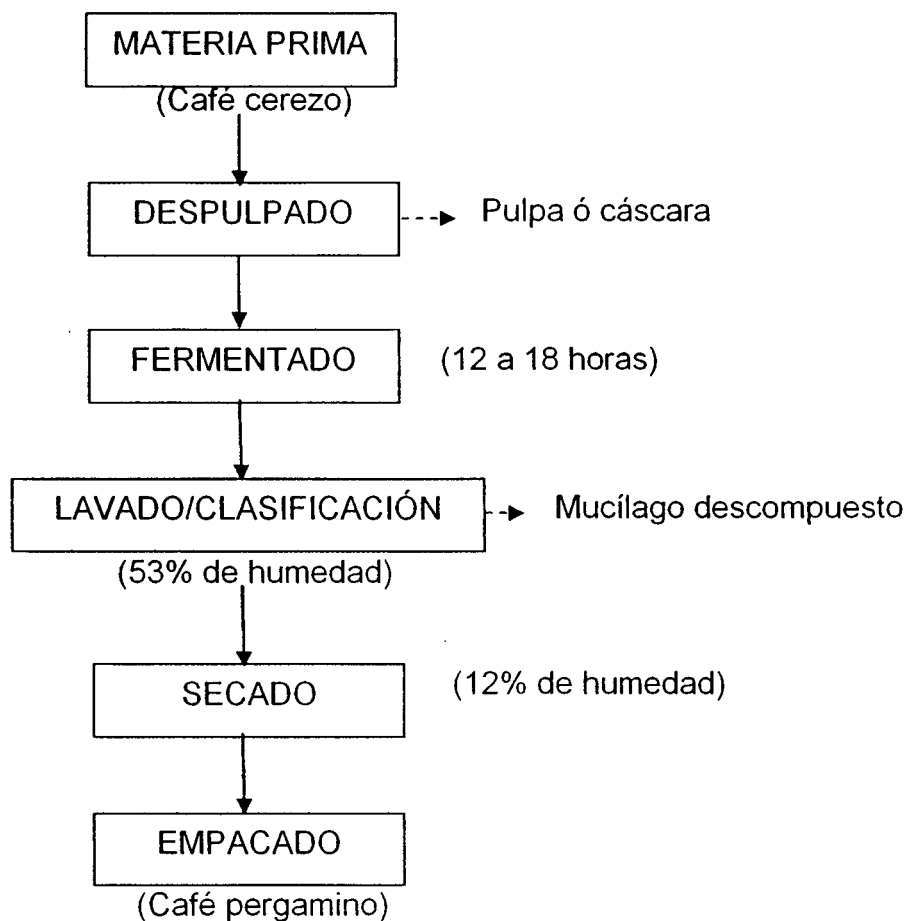 MATERIA PRIMA
(Café cerezo)
DESPULPADO
Pulpa ó cáscara
FERMENTADO
(12 a 18 horas)
LAVADO/CLASIFICACIÓN
Mucílago descompuesto
(53% de humedad)
SECADO
(12% de humedad)
EMPACADO
(Café pergamino)